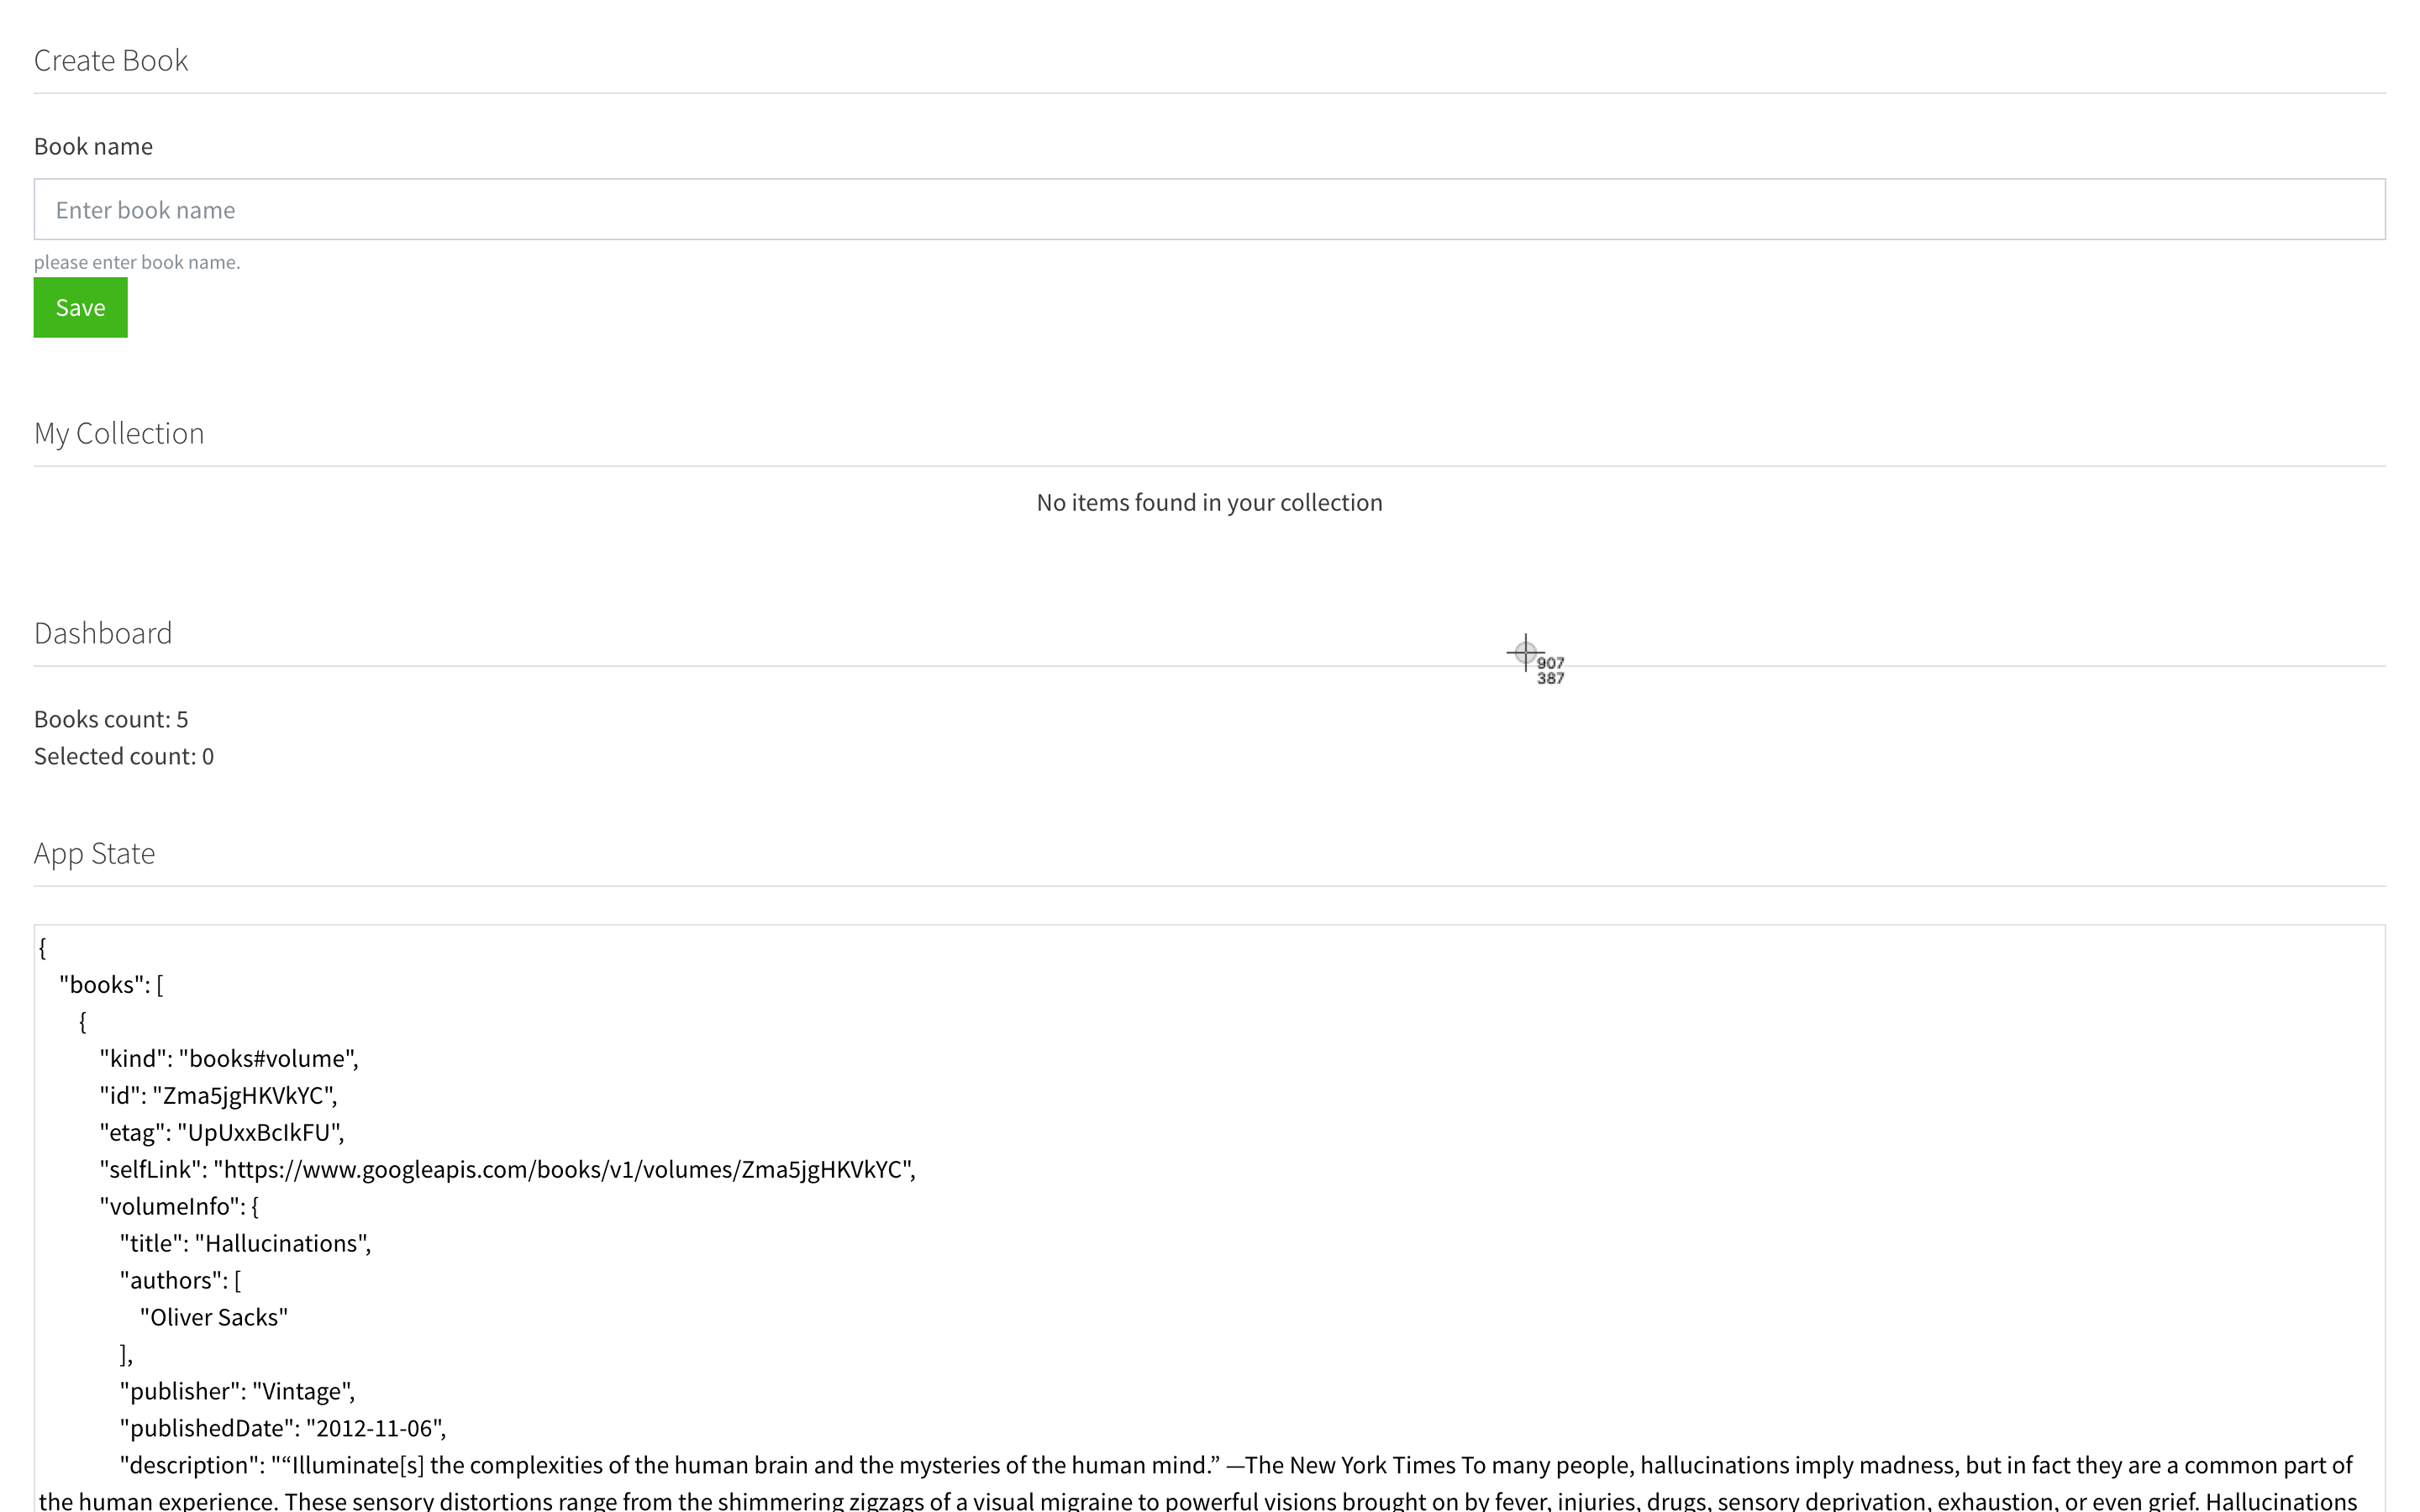 Create Book
Book name
Enter book name
please enter book name.
Save
My Collection
No items found in your collection
Dashboard
907
387
Books count: 5
Selected count: 0
App State
{
"books": [
{
"kind": "books#volume",
"id": "Zma5jgHKVkYC",
"etag": "UpUxxBcIkFU",
"selfLink": "https://www.googleapis.com/books/v1/volumes/Zma5jgHKVkYC",
"volumeInfo": {
"title": "Hallucinations",
"authors": [
"Oliver Sacks"
],
"publisher": "Vintage",
"publishedDate": "2012-11-06",
"description": "“Illuminate[s] the complexities of the human brain and the mysteries of the human mind.” —The New York Times To many people, hallucinations imply madness, but in fact they are a common part of
the human experience. These sensory distortions range from the shimmering zigzags of a visual migraine to powerful visions brought on by fever, injuries, drugs, sensory deprivation, exhaustion, or even grief. Hallucinations